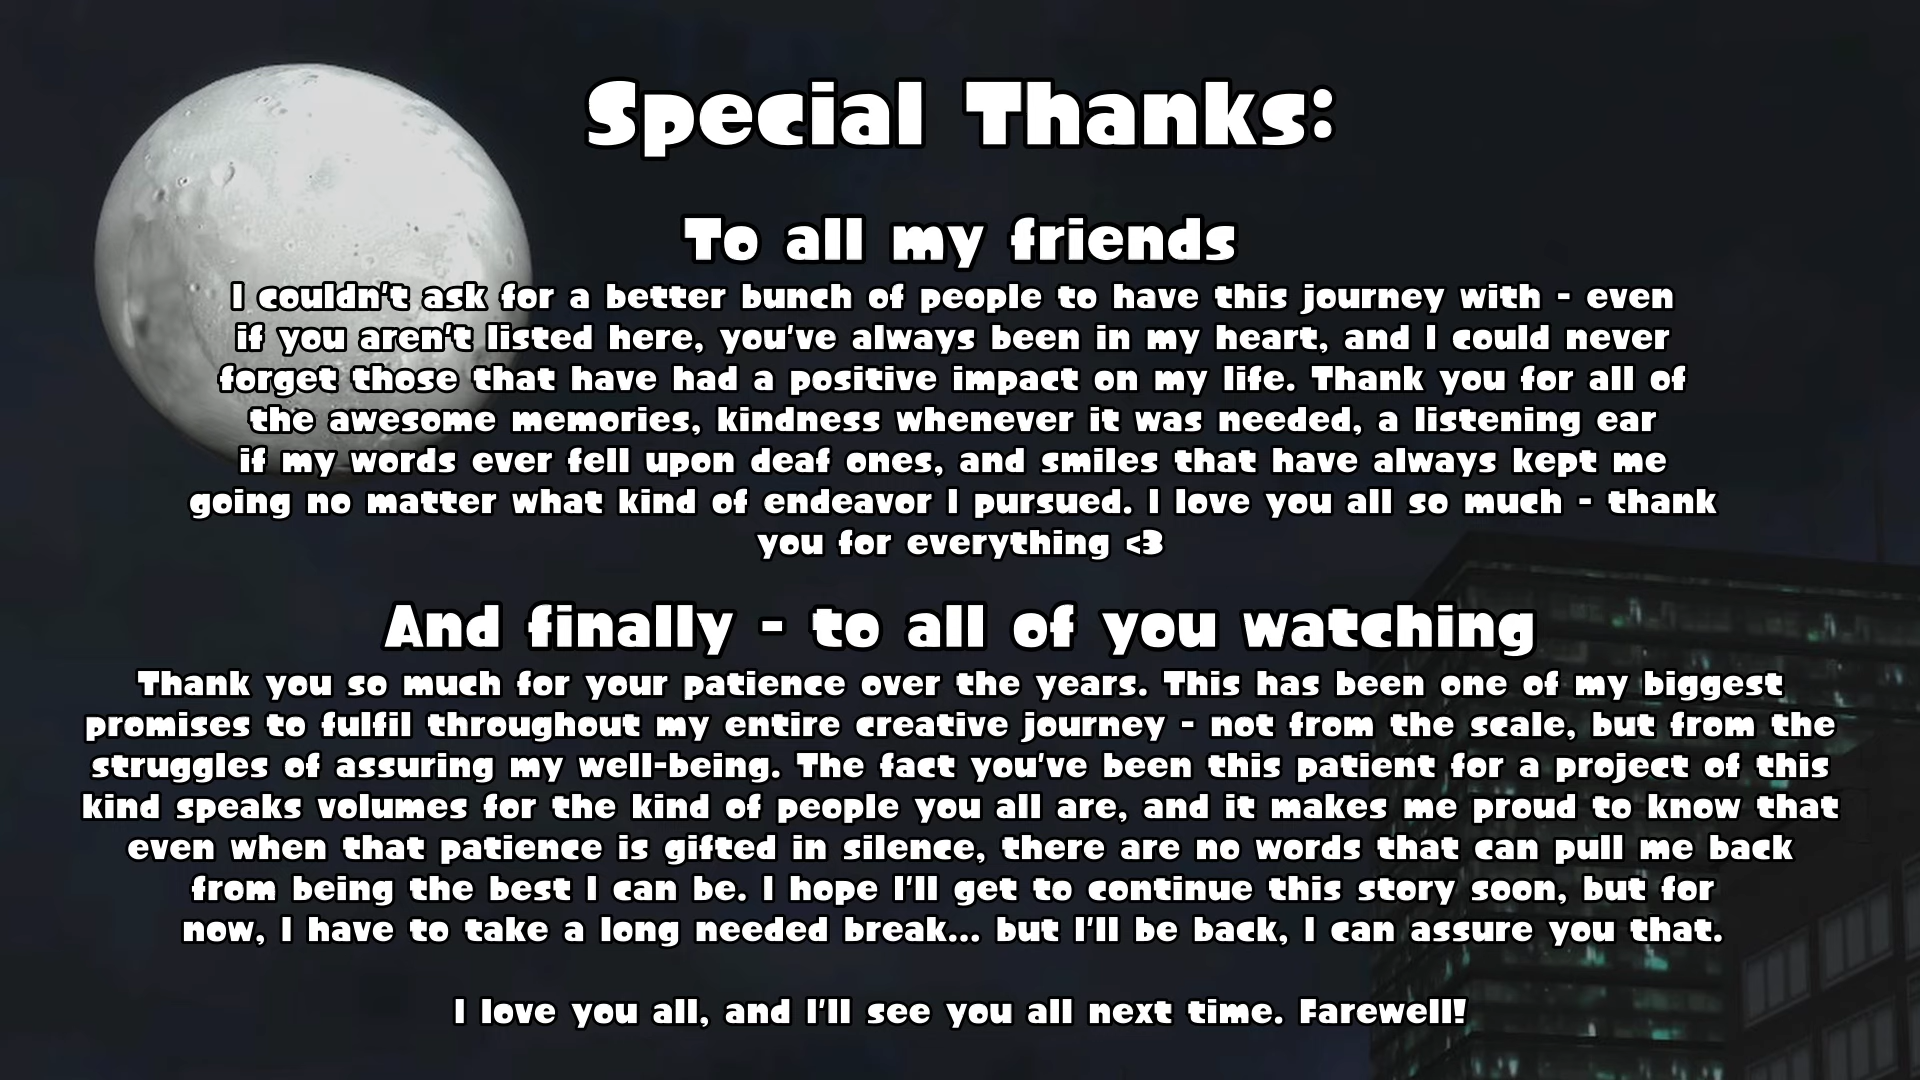 Special Thanks:
To all my friends
I couldn't ask for a better bunch of people to have this journey with - even
if you aren't listed here, you've always been in my heart, and I could never
forget those that have had a positive impact on my life. Thank you for all of
the awesome memories, kindness whenever it was needed, a listening ear
if my words ever fell upon deaf ones, and smiles that have always kept me
going no matter what kind of endeavor I pursued. I love you all so much - thank
you for everything <3
And finally - to all of you watching
Thank you so much for your patience over the years. This has been one of my biggest
promises to fulfil throughout my entire creative journey - not from the scale, but from the
struggles of assuring my well-being. The fact you've been this patient for a project of this
kind speaks volumes for the kind of people you all are, and it makes me proud to know that
even when that patience is gifted in silence, there are no words that can pull me back
from being the best I can be. I hope I'll get to continue this story soon, but for
now, I have to take a long needed break... but I'll be back, I can assure you that.
I love you all, and I'll see you all next time. Farewell!